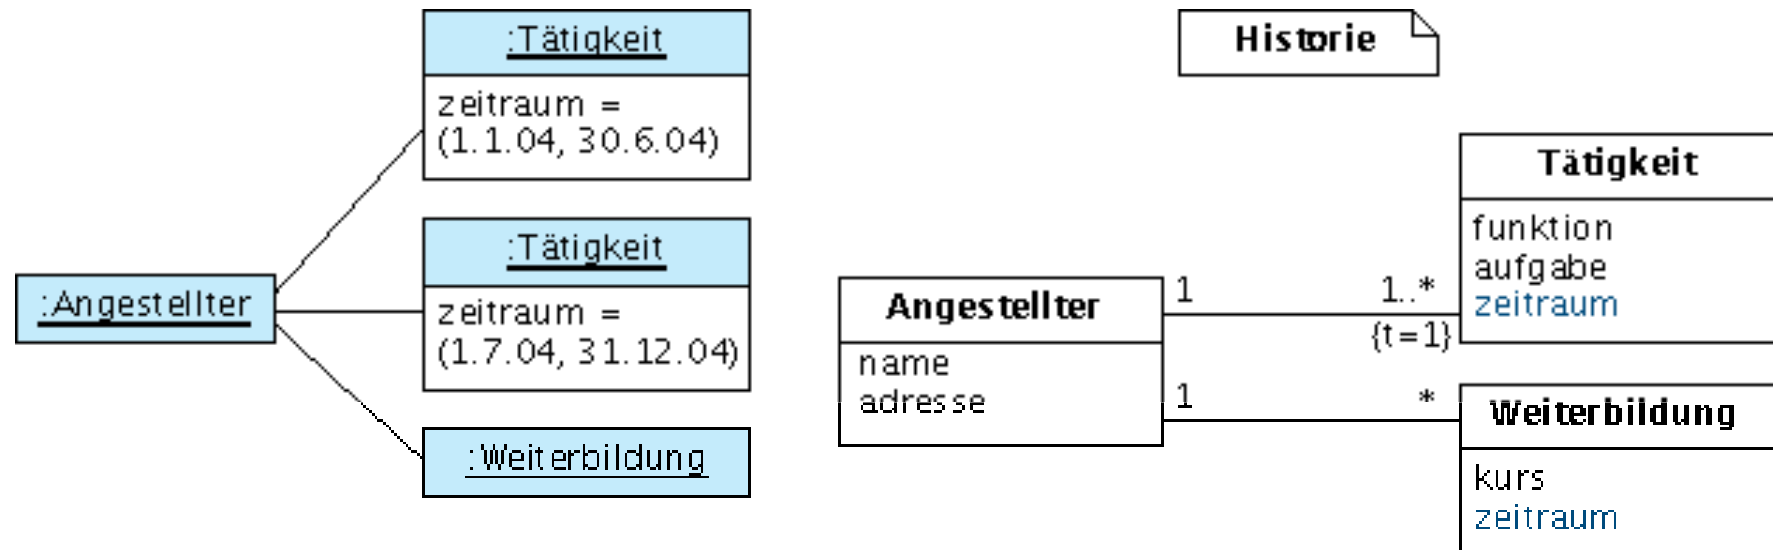 :Tätigkeit
zeitraum =
(1.1.04, 30.6.04)
:Tätigkeit
zeitraum =
(1.7.04, 31.12.04)
:Angestellter
:Weiterbildung
Historie
Tätigkeit
funktion
aufgabe
zeitraum
Angestellter
name
adresse
1
1..*
{t=1}
1
*
Weiterbildung
kurs
zeitraum